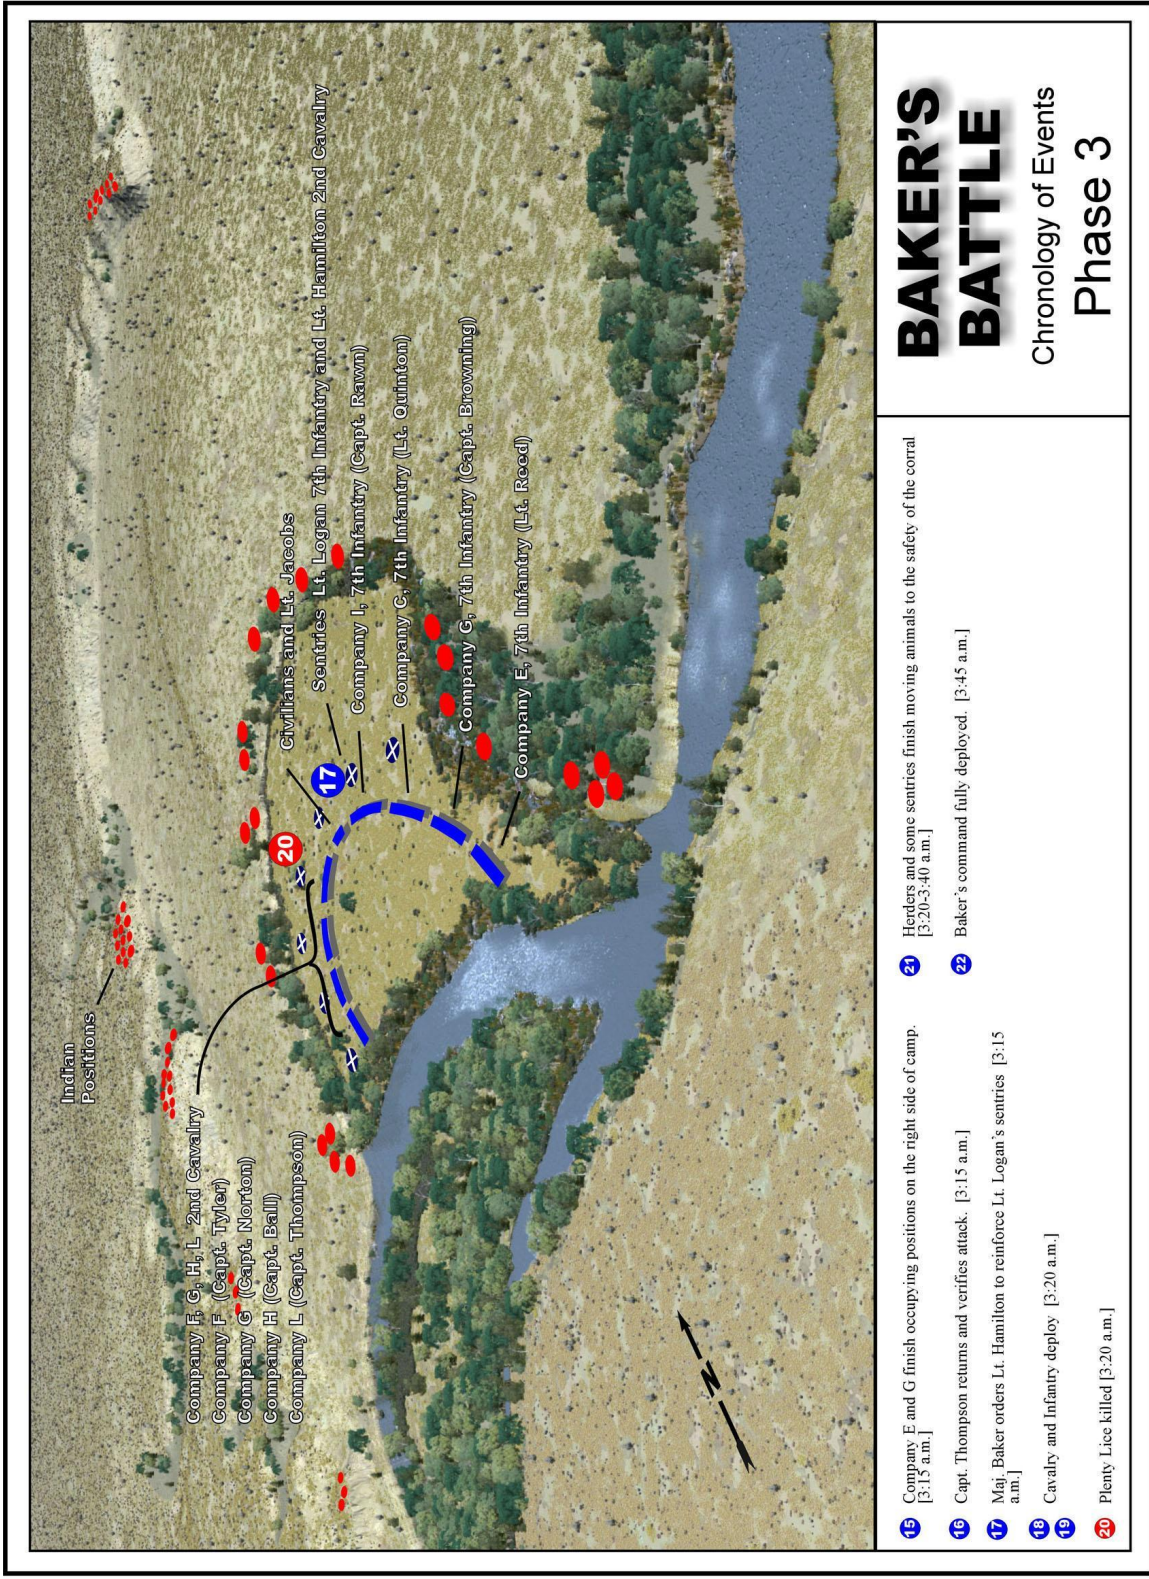 Indian
Positions
Company F, G, H, L 2nd Cavalry
Company F (Capt. Tyler)
Company G (Capt. Norton)
Company H (Capt. Ball)
Company L (Capt. Thompson)
20
17
Civilians and Lt. Jacobs
Sentries Lt. Logan 7th Infantry and Lt. Hamilton 2nd Cavalry
Company I, 7th Infantry (Capt. Rawn)
Company C, 7th Infantry (Lt. Quinton)
Company G, 7th Infantry (Capt. Browning)
Company E, 7th Infantry (Lt. Reed)
N
15 Company E and G finish occupying positions on the right side of camp.
[3:15 a.m.]
16 Capt. Thompson returns and verifies attack. [3:15 a.m.]
17 Maj. Baker orders Lt. Hamilton to reinforce Lt. Logan's sentries [3:15
a.m.]
18 Cavalry and Infantry deploy [3:20 a.m.]
19
20 Plenty Lice killed [3:20 a.m.]
21 Herders and some sentries finish moving animals to the safety of the corral
[3:20-3:40 a.m.]
22 Baker's command fully deployed. [3:45 a.m.]
BAKER'S
BATTLE
Chronology of Events
Phase 3